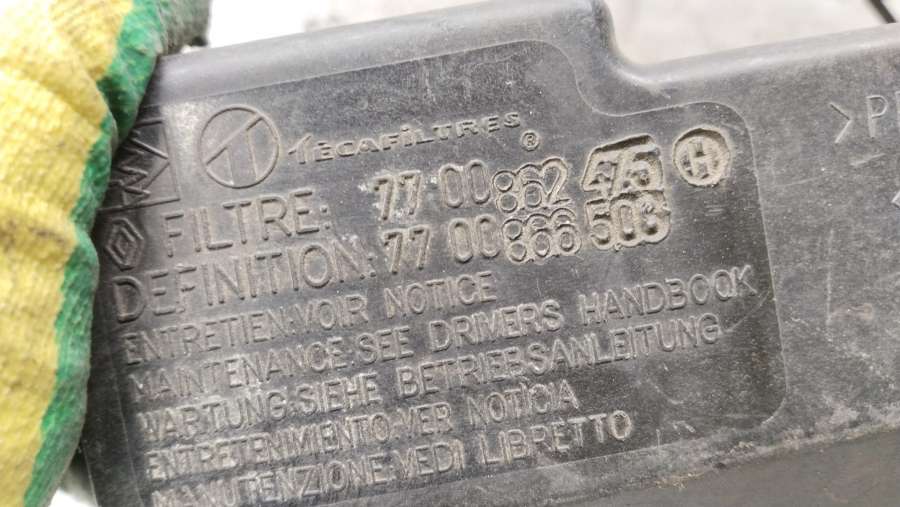 TECAFILTRES ®
FILTRE: 77 00 862 475 H
DEFINITION: 77 00 866 503
ENTRETIEN:VOIR NOTICE
MAINTENANCE:SEE DRIVERS HANDBOOK
WARTUNG:SIEHE BETRIEBSANLEITUNG
ENTRETENIMIENTO:VER NOTICIA
MANUTENZIONE:VEDI LIBRETTO